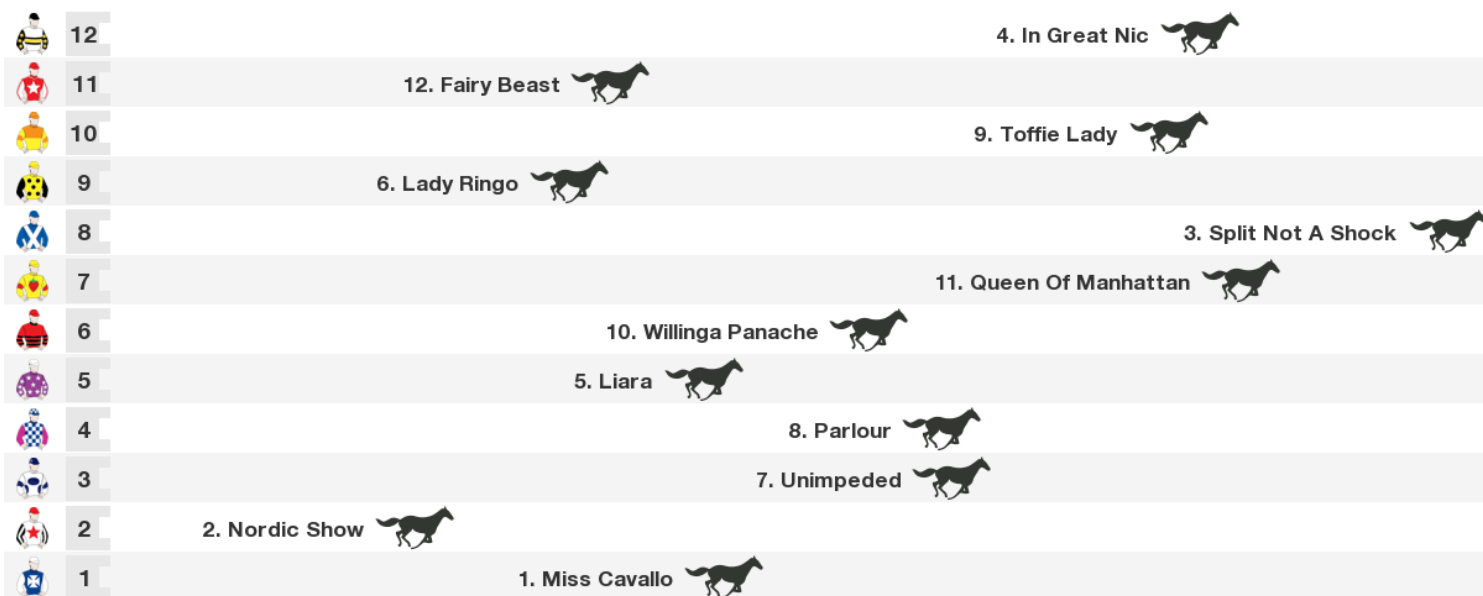 12 4. In Great Nic
11 12. Fairy Beast
10 9. Toffie Lady
9 6. Lady Ringo
8 3. Split Not A Shock
7 11. Queen Of Manhattan
6 10. Willinga Panache
5 5. Liara
4 8. Parlour
3 7. Unimpeded
2 2. Nordic Show
1 1. Miss Cavallo